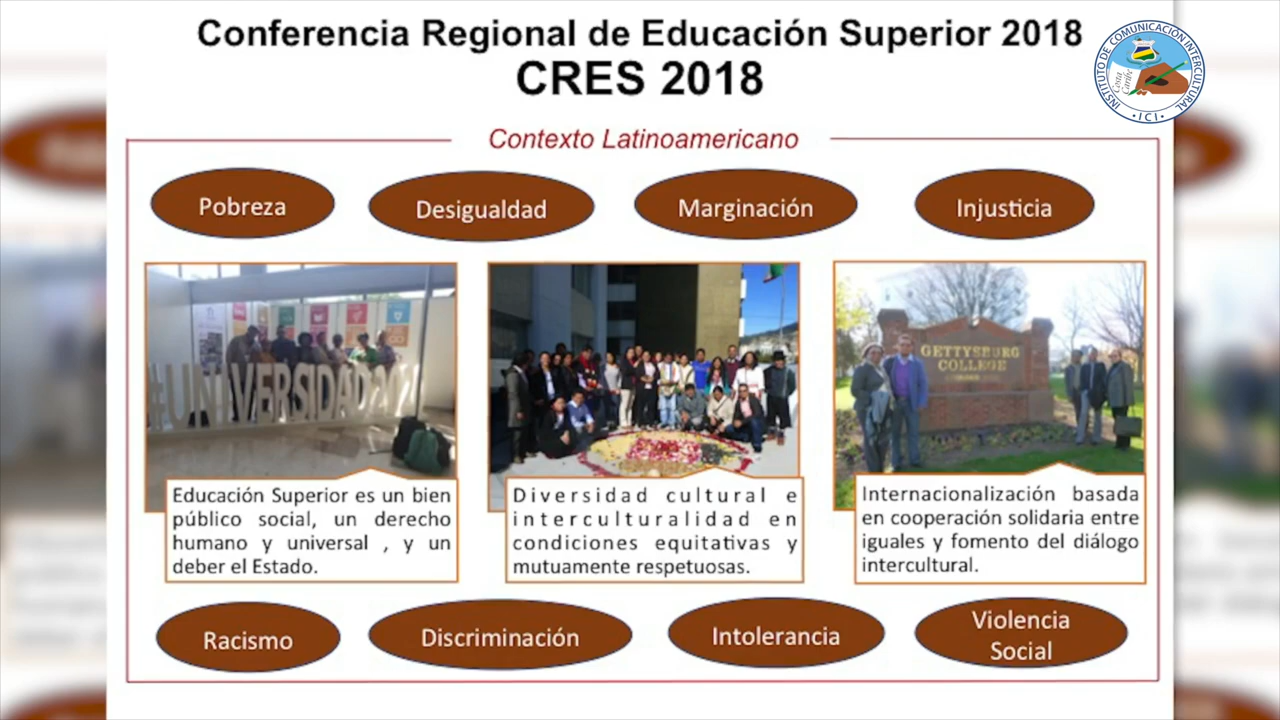 Conferencia Regional de Educación Superior 2018
CRES 2018
INSTITUTO DE COMUNICACIÓN INTERCULTURAL
Costa
Caribe
• I C I •
Contexto Latinoamericano
Pobreza
Desigualdad
Marginación
Injusticia
#UNIVERSIDAD
GETTYSBURG
COLLEGE
Educación Superior es un bien
público social, un derecho
humano y universal , y un
deber el Estado.
Diversidad cultural e
interculturalidad en
condiciones equitativas y
mutuamente respetuosas.
Internacionalización basada
en cooperación solidaria entre
iguales y fomento del diálogo
intercultural.
Racismo
Discriminación
Intolerancia
Violencia
Social